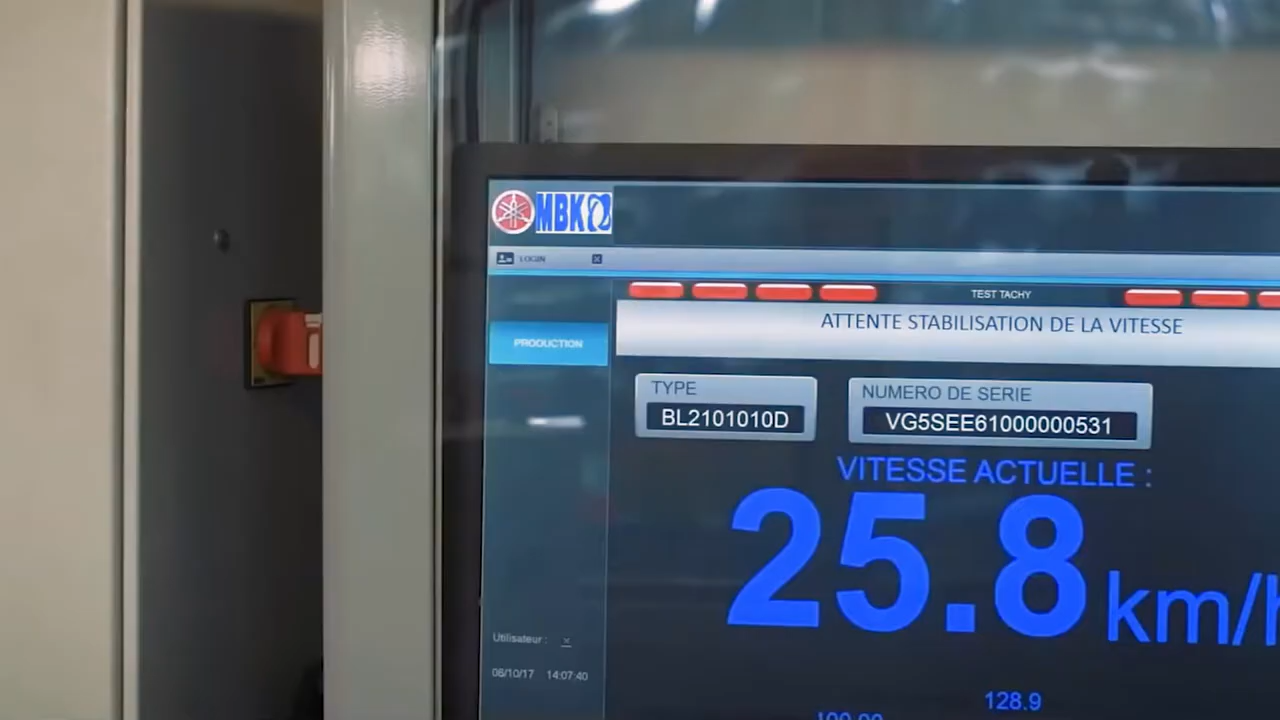 MBK
LOGIN
TEST TACHY
ATTENTE STABILISATION DE LA VITESSE
PRODUCTION
TYPE
BL2101010D
NUMERO DE SERIE
VG5SEE61000000531
VITESSE ACTUELLE :
25.8 km/h
Utilisateur :
06/10/17 14:07:40
128.9